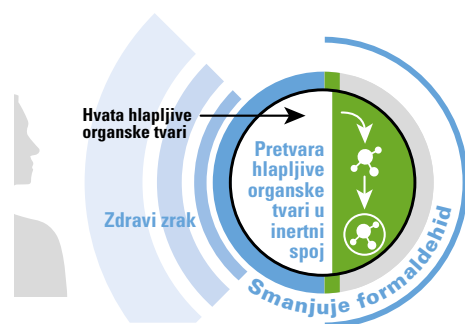 Hvata hlapljive
organske tvari
Pretvara
hlapljive
organske
tvari u
inertni
spoj
Zdravi zrak
Smanjuje formaldehid